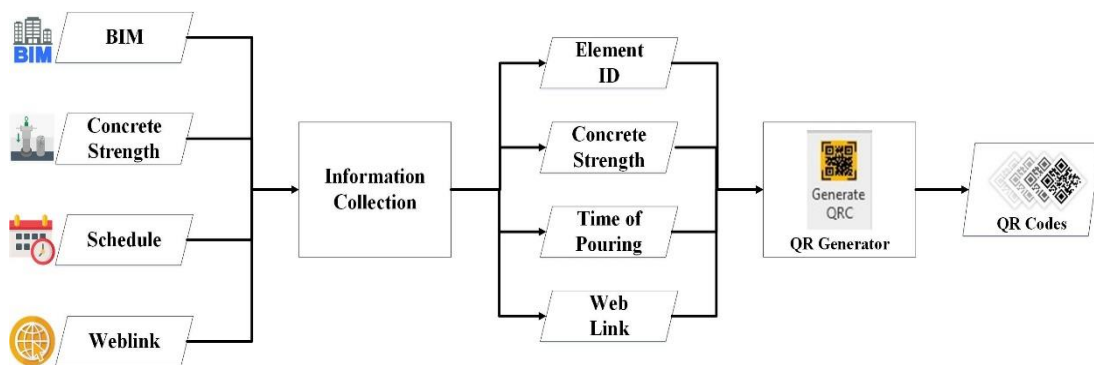 BIM
BIM
Concrete
Strength
Schedule
Weblink
Information
Collection
Element
ID
Concrete
Strength
Time of
Pouring
Web
Link
Generate
QRC
QR Generator
QR Codes